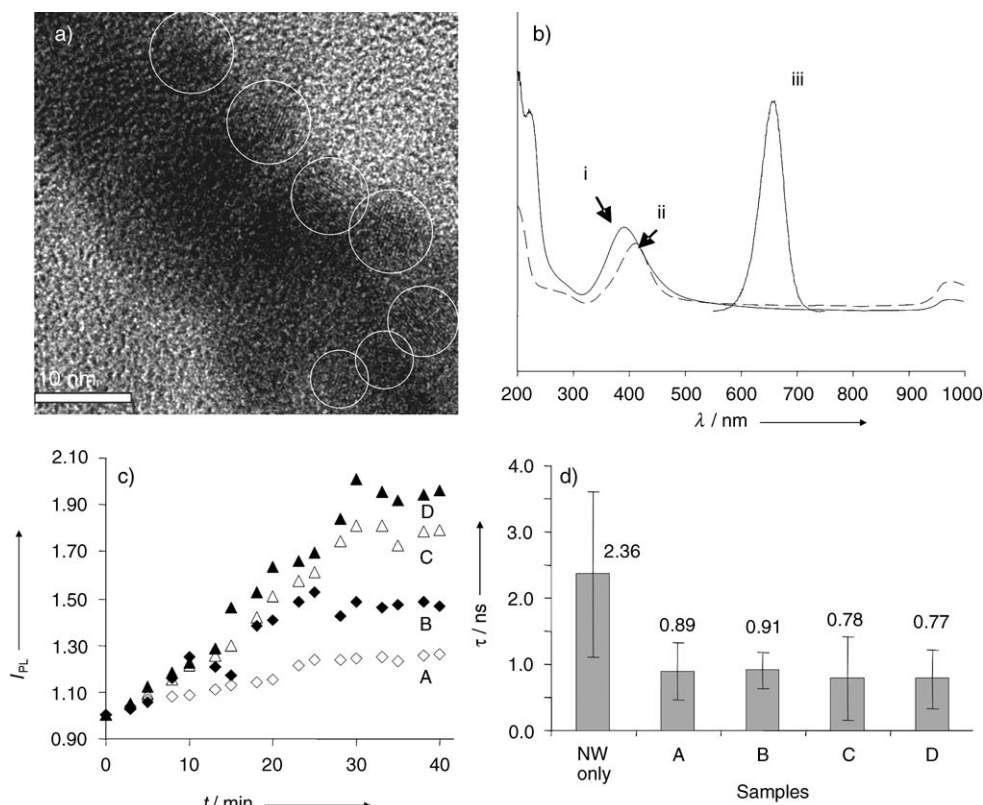 a)
10 nm
b)
i
ii
iii
200 300 400 500 600 700 800 900 1000
λ / nm
c)
2.10
1.90
1.70
1.50
1.30
1.10
0.90
I PL
D
C
B
A
0 10 20 30 40
t / min
d)
4.0
3.0
2.0
1.0
0.0
τ / ns
2.36
0.89
0.91
0.78
0.77
NW only
A
B
C
D
Samples